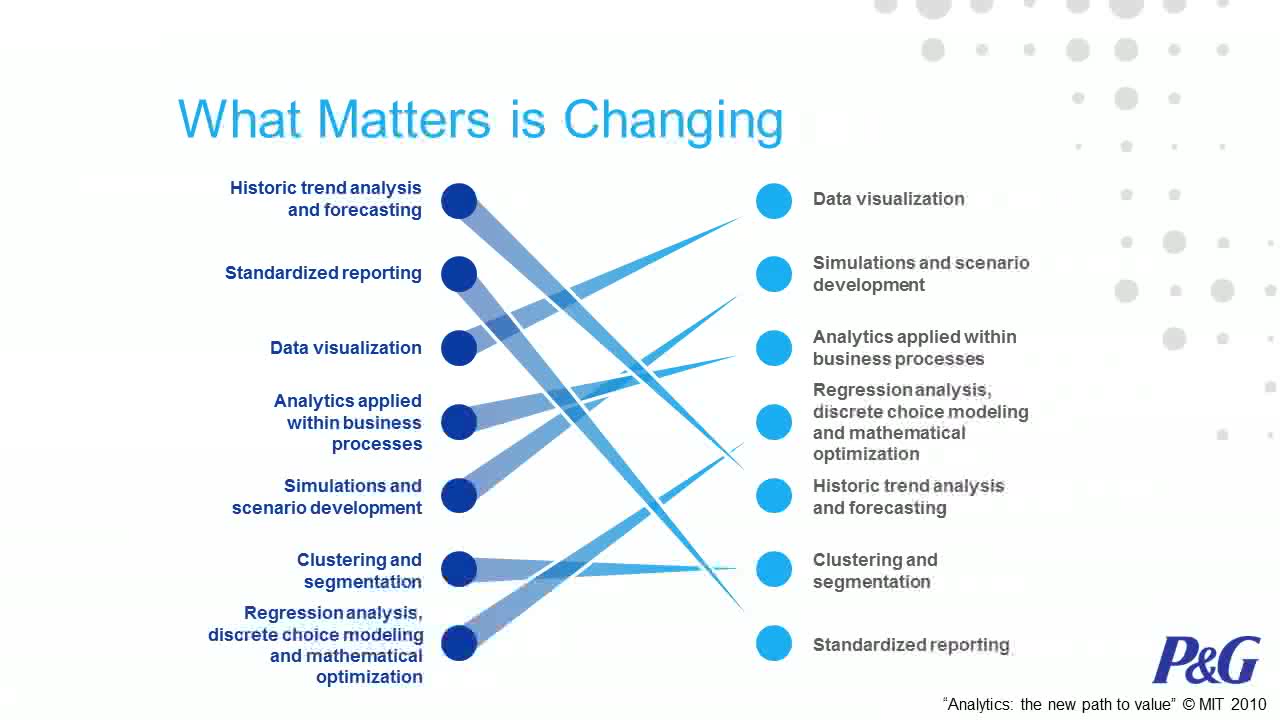 What Matters is Changing
Historic trend analysis
and forecasting
Standardized reporting
Data visualization
Analytics applied
within business
processes
Simulations and
scenario development
Clustering and
segmentation
Regression analysis,
discrete choice modeling
and mathematical
optimization
Data visualization
Simulations and scenario
development
Analytics applied within
business processes
Regression analysis,
discrete choice modeling
and mathematical
optimization
Historic trend analysis
and forecasting
Clustering and
segmentation
Standardized reporting
P&G
“Analytics: the new path to value” © MIT 2010